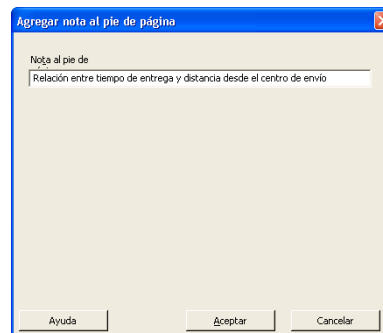 Agregar nota al pie de página
Nota al pie de
Relación entre tiempo de entrega y distancia desde el centro de envío
Ayuda
Aceptar
Cancelar